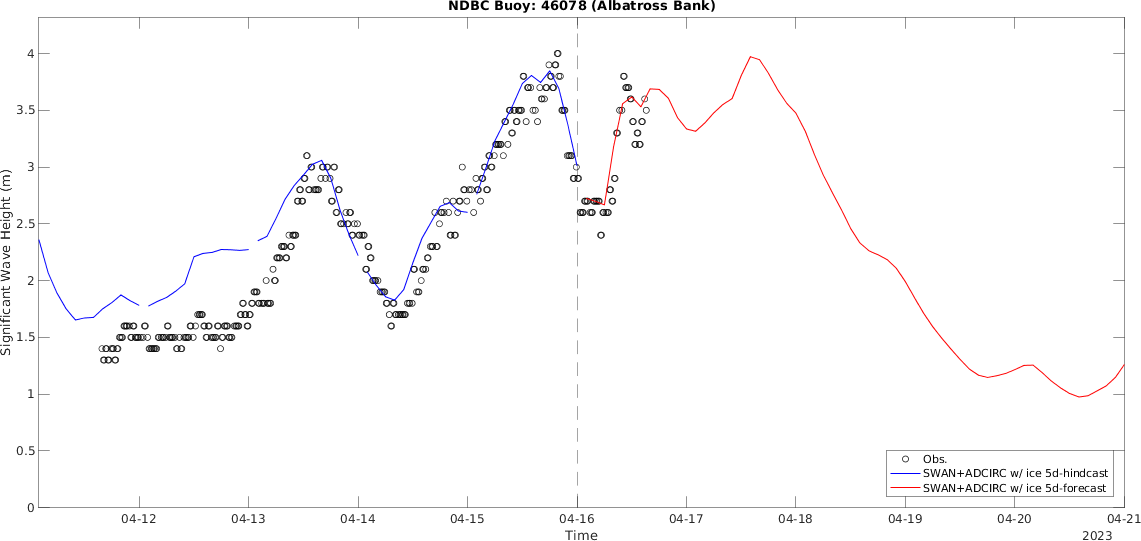 NDBC Buoy: 46078 (Albatross Bank)
Significant Wave Height (m)
4
3.5
3
2.5
2
1.5
1
0.5
0
Obs.
SWAN+ADCIRC w/ ice 5d-hindcast
SWAN+ADCIRC w/ ice 5d-forecast
04-12 04-13 04-14 04-15 04-16 04-17 04-18 04-19 04-20 04-21
Time
2023